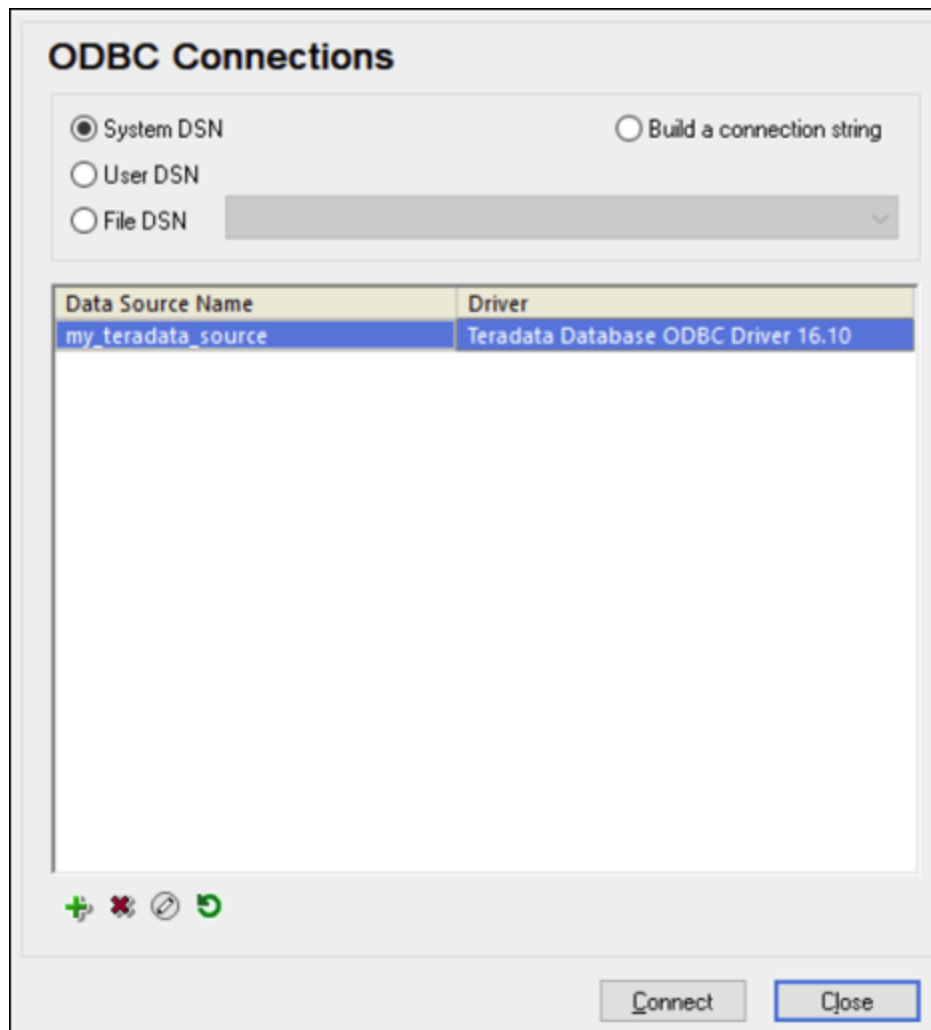 ODBC Connections
System DSN
Build a connection string
User DSN
File DSN
Data Source Name Driver
my_teradata_source Teradata Database ODBC Driver 16.10
Connect Close